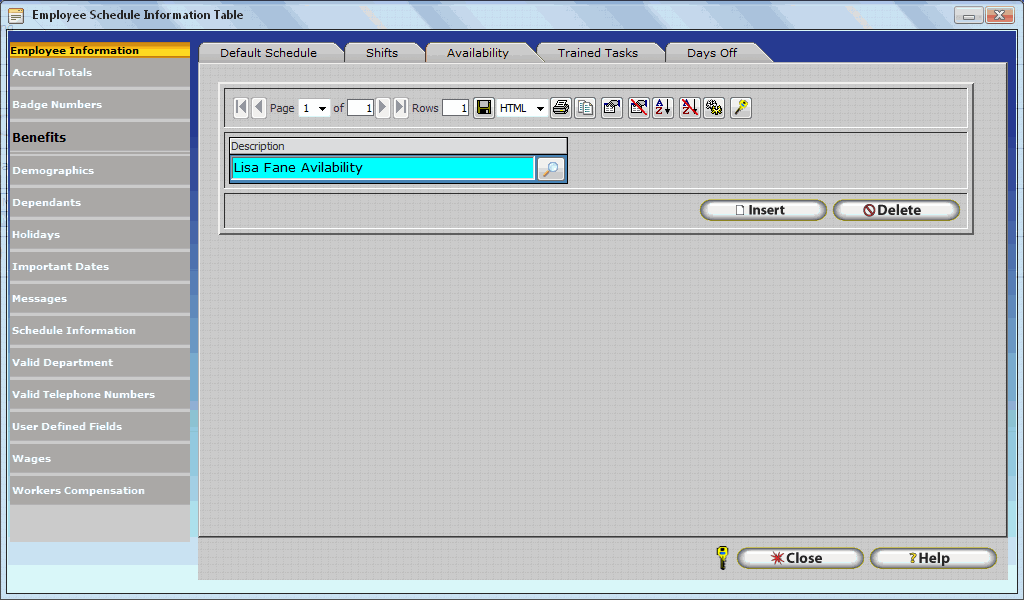 Employee Schedule Information Table
Employee Information
Accrual Totals
Badge Numbers
Benefits
Demographics
Dependants
Holidays
Important Dates
Messages
Schedule Information
Valid Department
Valid Telephone Numbers
User Defined Fields
Wages
Workers Compensation
Default Schedule Shifts Availability Trained Tasks Days Off
Page 1 of 1 Rows 1 HTML A Z A Z
Description
Lisa Fane Avilability
Insert Delete
Close ?Help